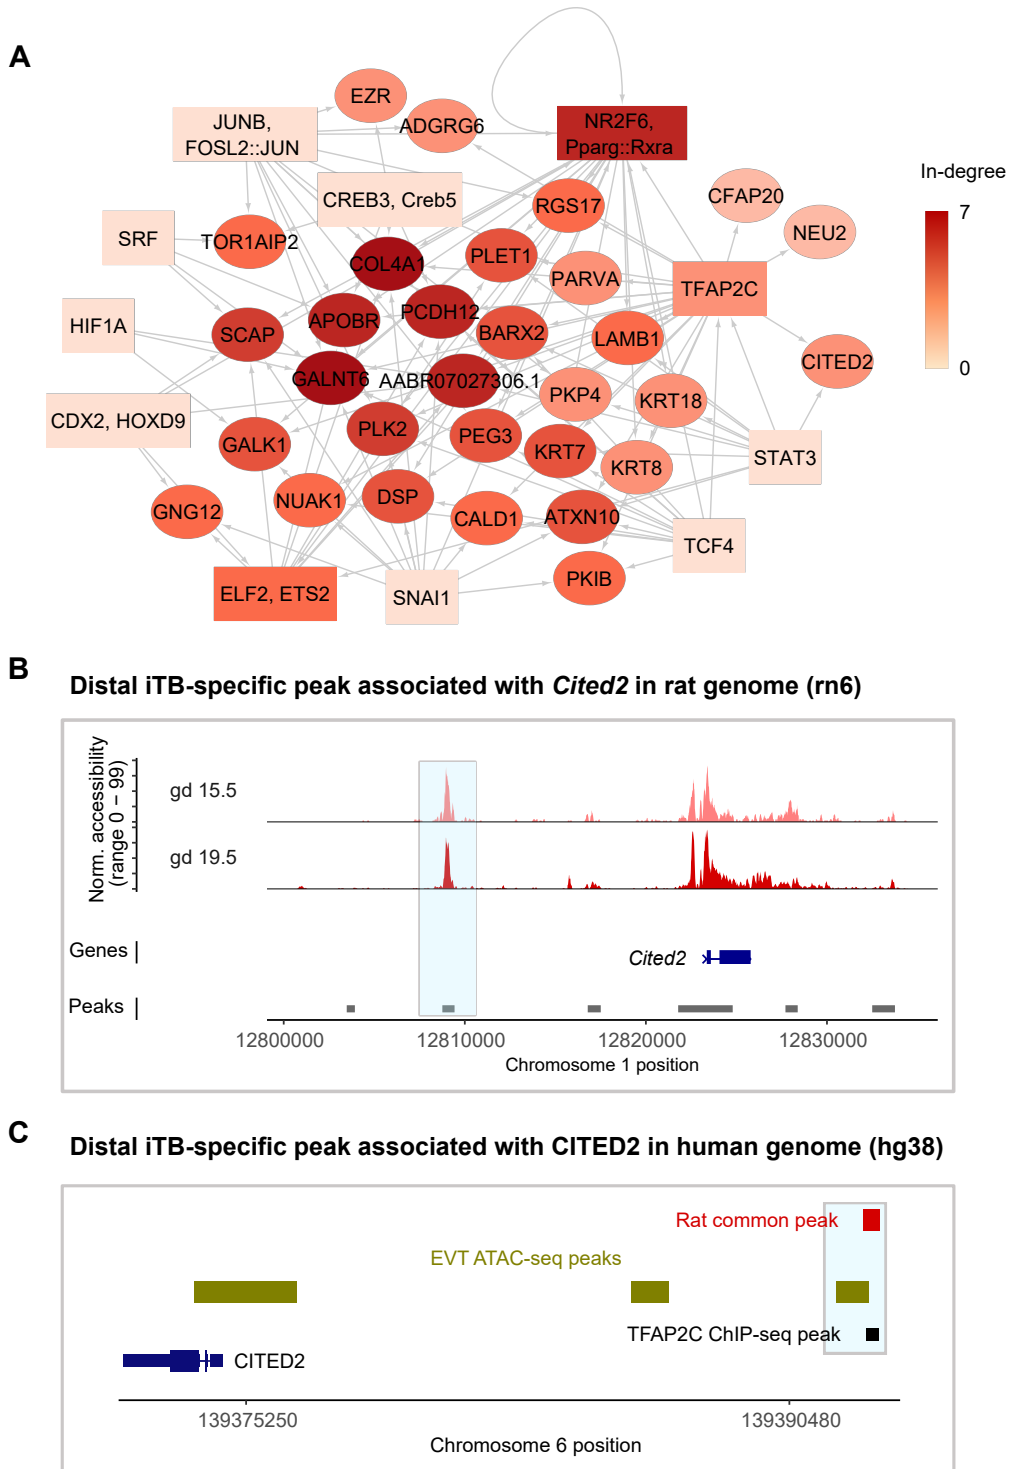 A
EZR
ADGRG6
JUNB,
FOSL2::JUN
NR2F6,
Pparg::Rxra
In-degree
7
0
CREB3, Creb5
RGS17
CFAP20
NEU2
SRF
TOR1AIP2
COL4A1
PLET1
PARVA
TFAP2C
HIF1A
SCAP
APOBR
PCDH12
BARX2
LAMB1
CITED2
GALNT6
AABR07027306.1
PKP4
KRT18
CDX2, HOXD9
GALK1
PLK2
PEG3
KRT7
KRT8
STAT3
GNG12
NUAK1
DSP
CALD1
ATXN10
TCF4
ELF2, ETS2
SNAI1
PKIB
B
Distal iTB-specific peak associated with Cited2 in rat genome (rn6)
Norm. accessibility
(range 0 – 99)
gd 15.5
gd 19.5
Genes
Cited2
Peaks
12800000
12810000
12820000
12830000
Chromosome 1 position
C
Distal iTB-specific peak associated with CITED2 in human genome (hg38)
Rat common peak
EVT ATAC-seq peaks
TFAP2C ChIP-seq peak
CITED2
139375250
139390480
Chromosome 6 position